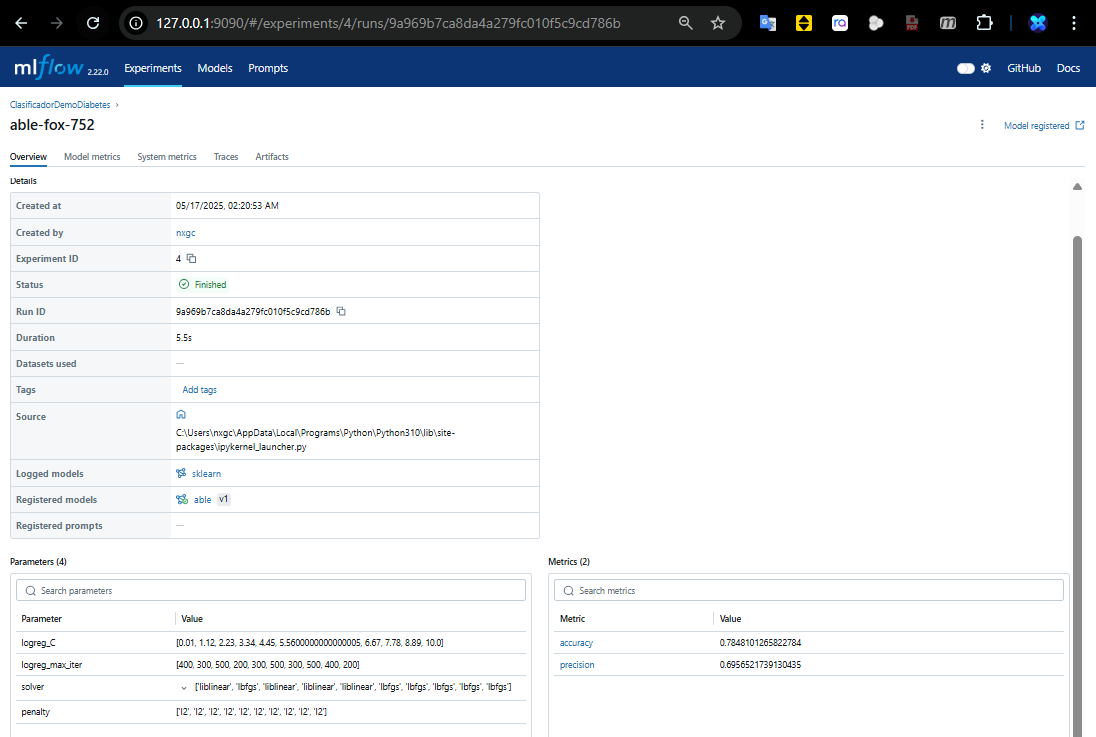 127.0.0.1:9090/#/experiments/4/runs/9a969b7ca8da4a279fc010f5c9cd786b
mlflow 2.22.0 Experiments Models Prompts GitHub Docs
ClasificadorDemoDiabetes
able-fox-752
Model registered
Overview Model metrics System metrics Traces Artifacts
Details
Created at 05/17/2025, 02:20:53 AM
Created by nxgc
Experiment ID 4
Status Finished
Run ID 9a969b7ca8da4a279fc010f5c9cd786b
Duration 5.5s
Datasets used —
Tags Add tags
Source
C:\Users\nxgc\AppData\Local\Programs\Python\Python310\lib\site-
packages\ipykernel_launcher.py
Logged models sklearn
Registered models able v1
Registered prompts —
Parameters (4)
Search parameters
Parameter Value
logreg_C [0.01, 1.12, 2.23, 3.34, 4.45, 5.5600000000000005, 6.67, 7.78, 8.89, 10.0]
logreg_max_iter [400, 300, 500, 200, 300, 500, 300, 500, 400, 200]
solver ['liblinear', 'lbfgs', 'liblinear', 'liblinear', 'liblinear', 'lbfgs', 'lbfgs', 'lbfgs', 'lbfgs', 'lbfgs']
penalty ['l2', 'l2', 'l2', 'l2', 'l2', 'l2', 'l2', 'l2', 'l2', 'l2']
Metrics (2)
Search metrics
Metric Value
accuracy 0.7848101265822784
precision 0.6956521739130435